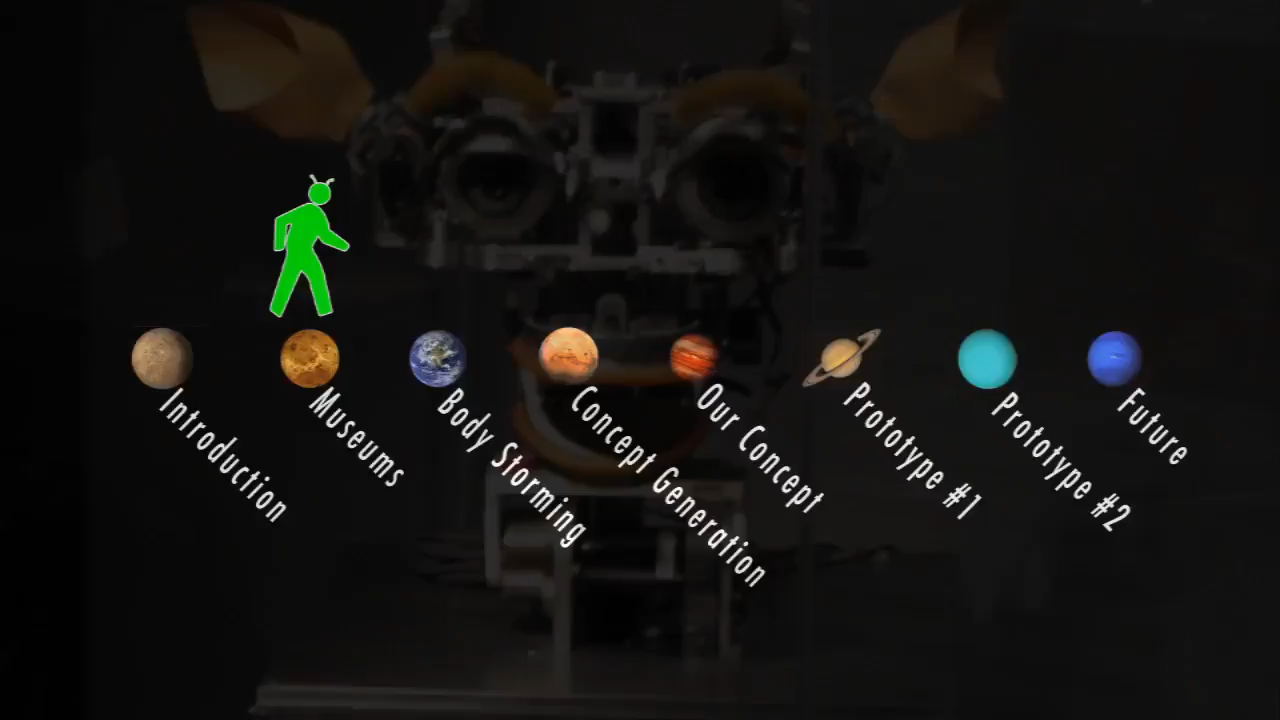 Introduction
Museums
Body Storming
Concept Generation
Our Concept
Prototype #1
Prototype #2
Future